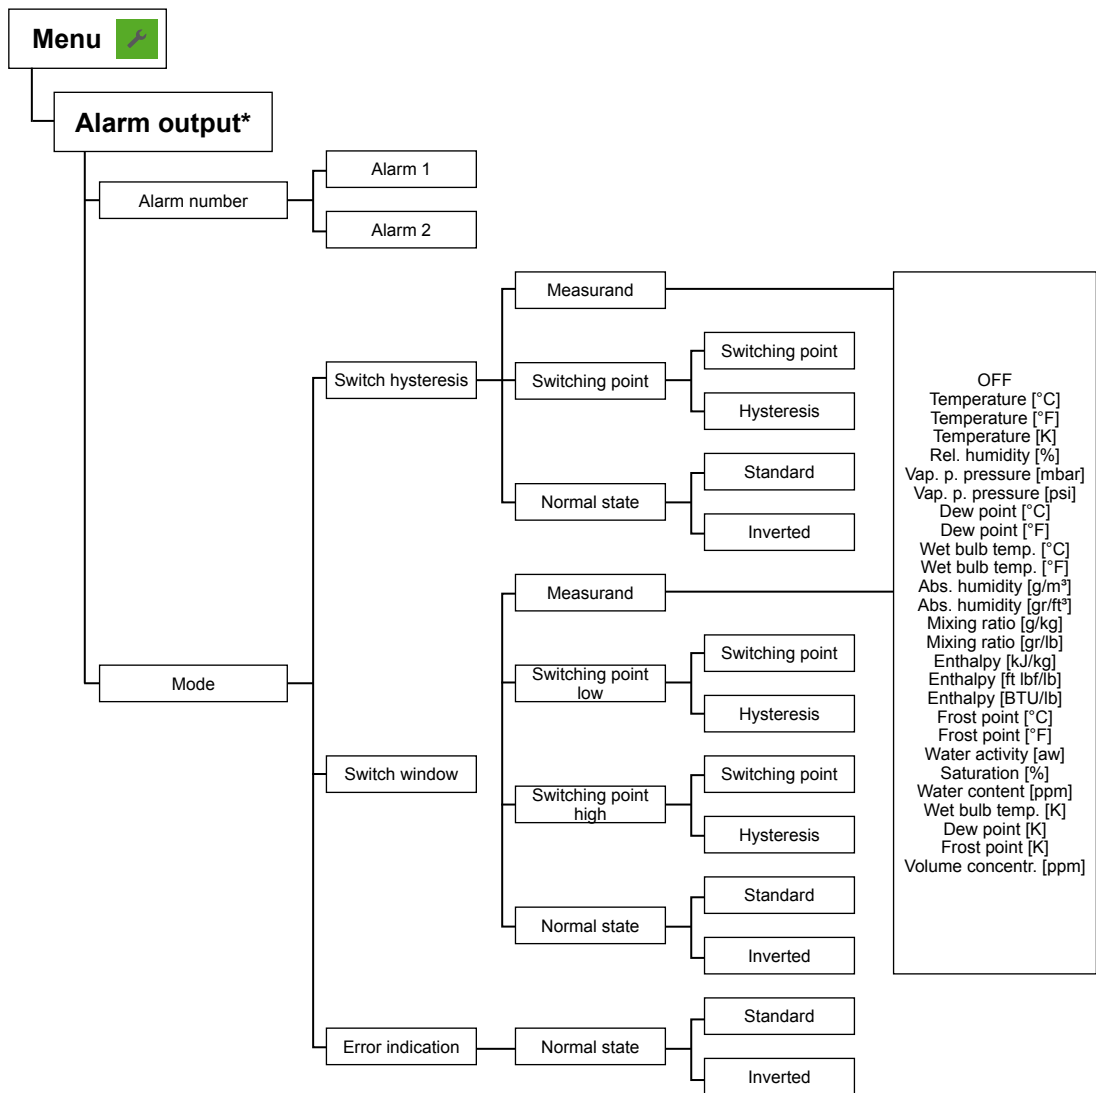 Menu
Alarm output*
Alarm number
Alarm 1
Alarm 2
Mode
Switch hysteresis
Measurand
Switching point
Switching point
Hysteresis
Normal state
Standard
Inverted
Switch window
Measurand
Switching point
low
Switching point
Hysteresis
Switching point
high
Switching point
Hysteresis
Normal state
Standard
Inverted
Error indication
Normal state
Standard
Inverted
OFF
Temperature [°C]
Temperature [°F]
Temperature [K]
Rel. humidity [%]
Vap. p. pressure [mbar]
Vap. p. pressure [psi]
Dew point [°C]
Dew point [°F]
Wet bulb temp. [°C]
Wet bulb temp. [°F]
Abs. humidity [g/m³]
Abs. humidity [gr/ft³]
Mixing ratio [g/kg]
Mixing ratio [gr/lb]
Enthalpy [kJ/kg]
Enthalpy [ft lbf/lb]
Enthalpy [BTU/lb]
Frost point [°C]
Frost point [°F]
Water activity [aw]
Saturation [%]
Water content [ppm]
Wet bulb temp. [K]
Dew point [K]
Frost point [K]
Volume concentr. [ppm]